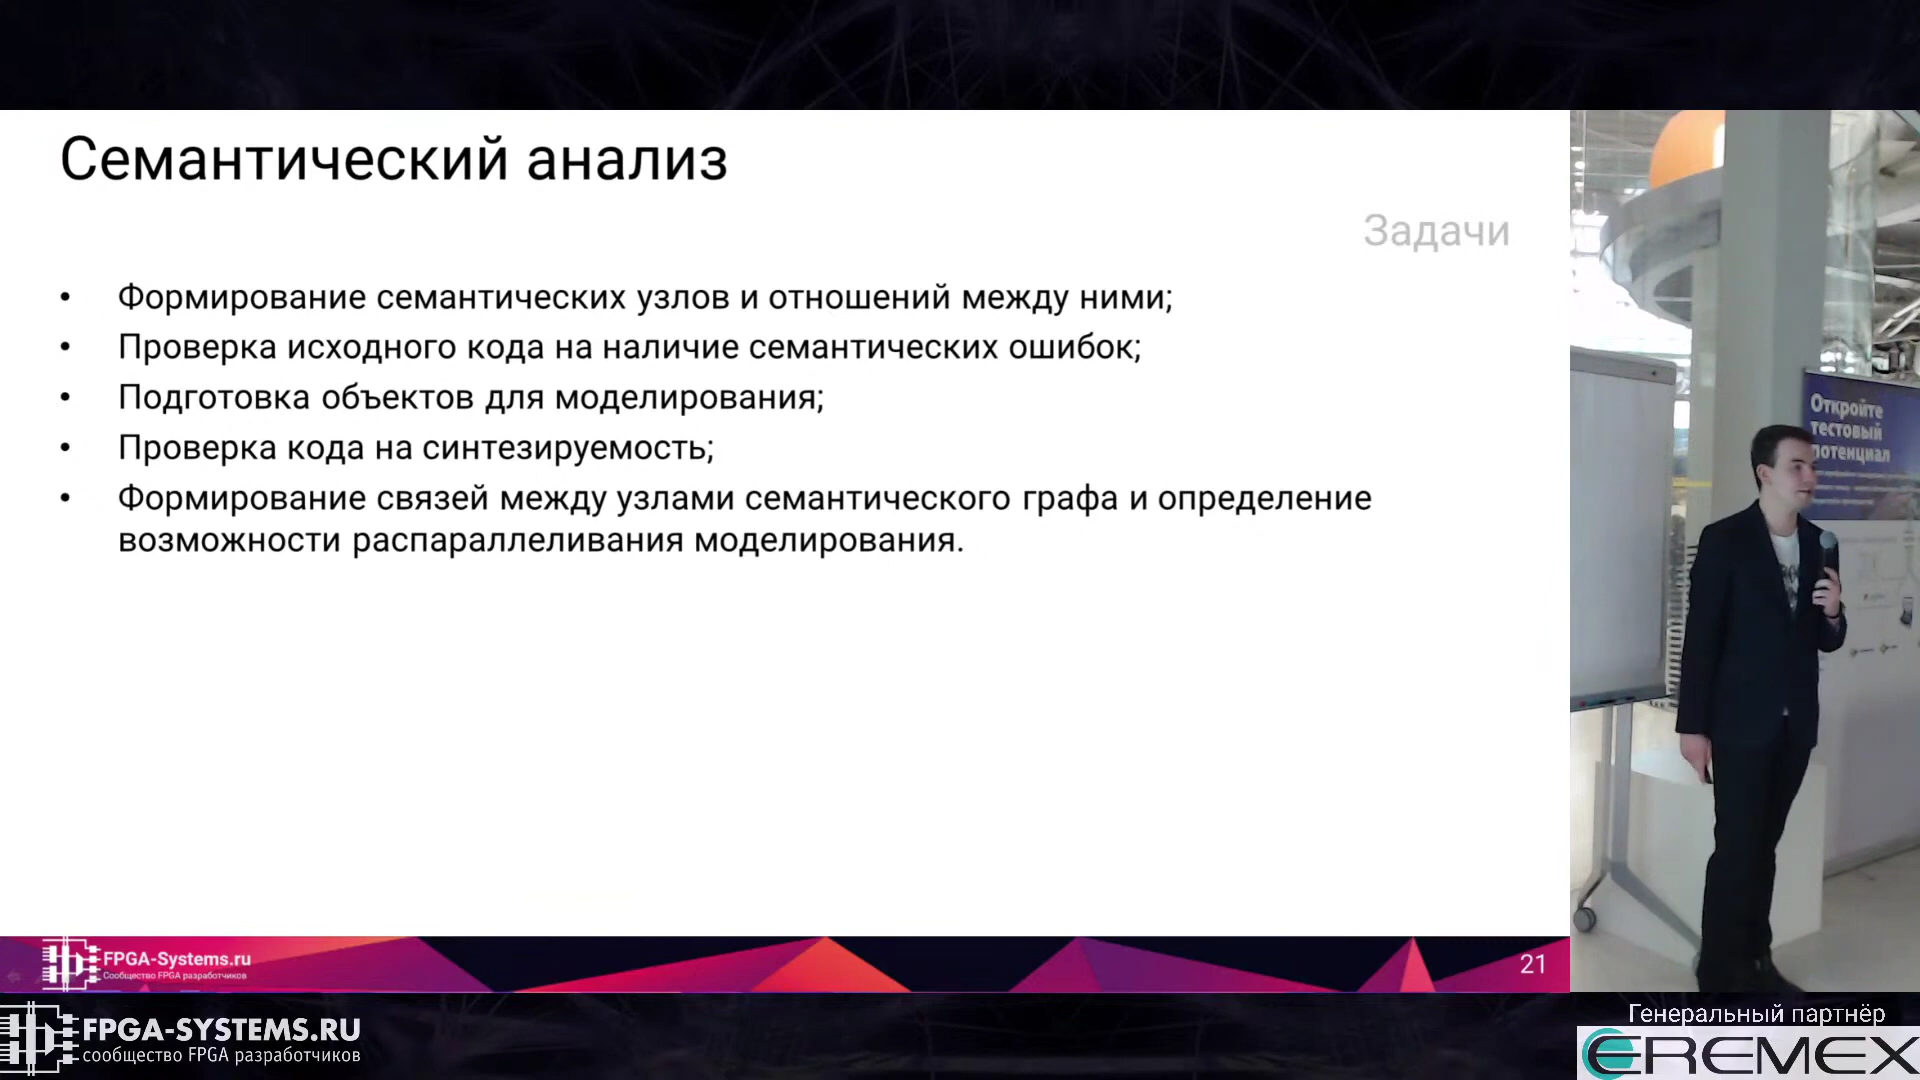 Семантический анализ
Задачи
• Формирование семантических узлов и отношений между ними;
• Проверка исходного кода на наличие семантических ошибок;
• Подготовка объектов для моделирования;
• Проверка кода на синтезируемость;
• Формирование связей между узлами семантического графа и определение
возможности распараллеливания моделирования.
Откройте
тестовый
потенциал
FPGA-Systems.ru
Сообщество FPGA разработчиков
21
FPGA-SYSTEMS.RU
сообщество FPGA разработчиков
Генеральный партнёр
EREMEX